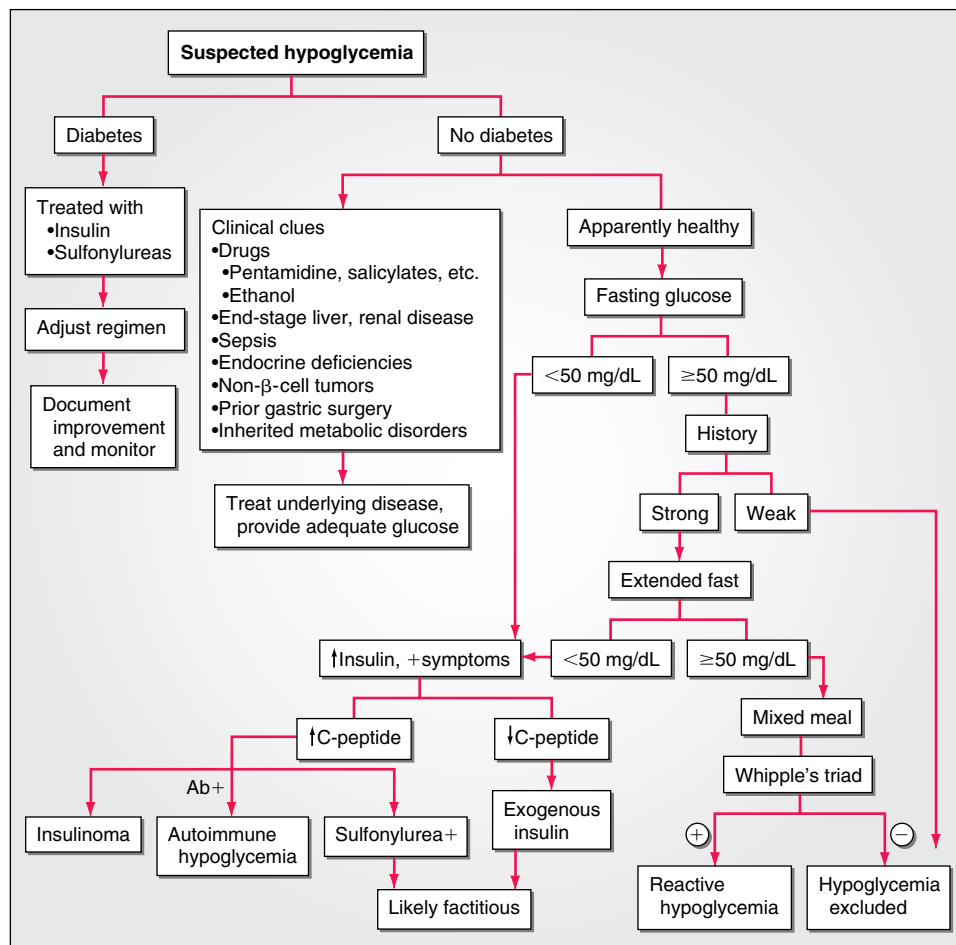 Suspected hypoglycemia
Diabetes
No diabetes
Treated with
•Insulin
•Sulfonylureas
Adjust regimen
Document
improvement
and monitor
Clinical clues
•Drugs
•Pentamidine, salicylates, etc.
•Ethanol
•End-stage liver, renal disease
•Sepsis
•Endocrine deficiencies
•Non-β-cell tumors
•Prior gastric surgery
•Inherited metabolic disorders
Treat underlying disease,
provide adequate glucose
Apparently healthy
Fasting glucose
<50 mg/dL
≥50 mg/dL
History
Strong
Weak
Extended fast
<50 mg/dL
≥50 mg/dL
↑Insulin, +symptoms
↑C-peptide
↓C-peptide
Ab+
Insulinoma
Autoimmune
hypoglycemia
Sulfonylurea+
Exogenous
insulin
Likely factitious
Mixed meal
Whipple's triad
+
−
Reactive
hypoglycemia
Hypoglycemia
excluded